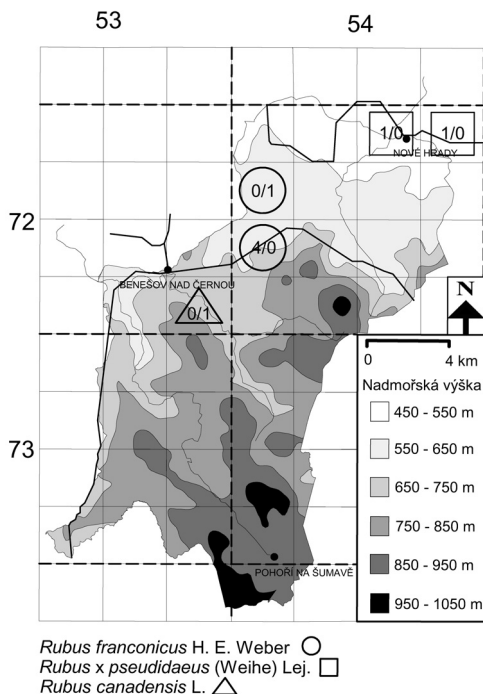 53 54
1/0 1/0
NOVÉ HRADY
0/1
72
4/0
BENEŠOV NAD ČERNOU
0/1
N
0 4 km
Nadmořská výška
450 - 550 m
550 - 650 m
73
650 - 750 m
750 - 850 m
850 - 950 m
POHOŘÍ NA ŠUMAVĚ
950 - 1050 m
Rubus franconicus H. E. Weber
Rubus x pseudidaeus (Weihe) Lej.
Rubus canadensis L.